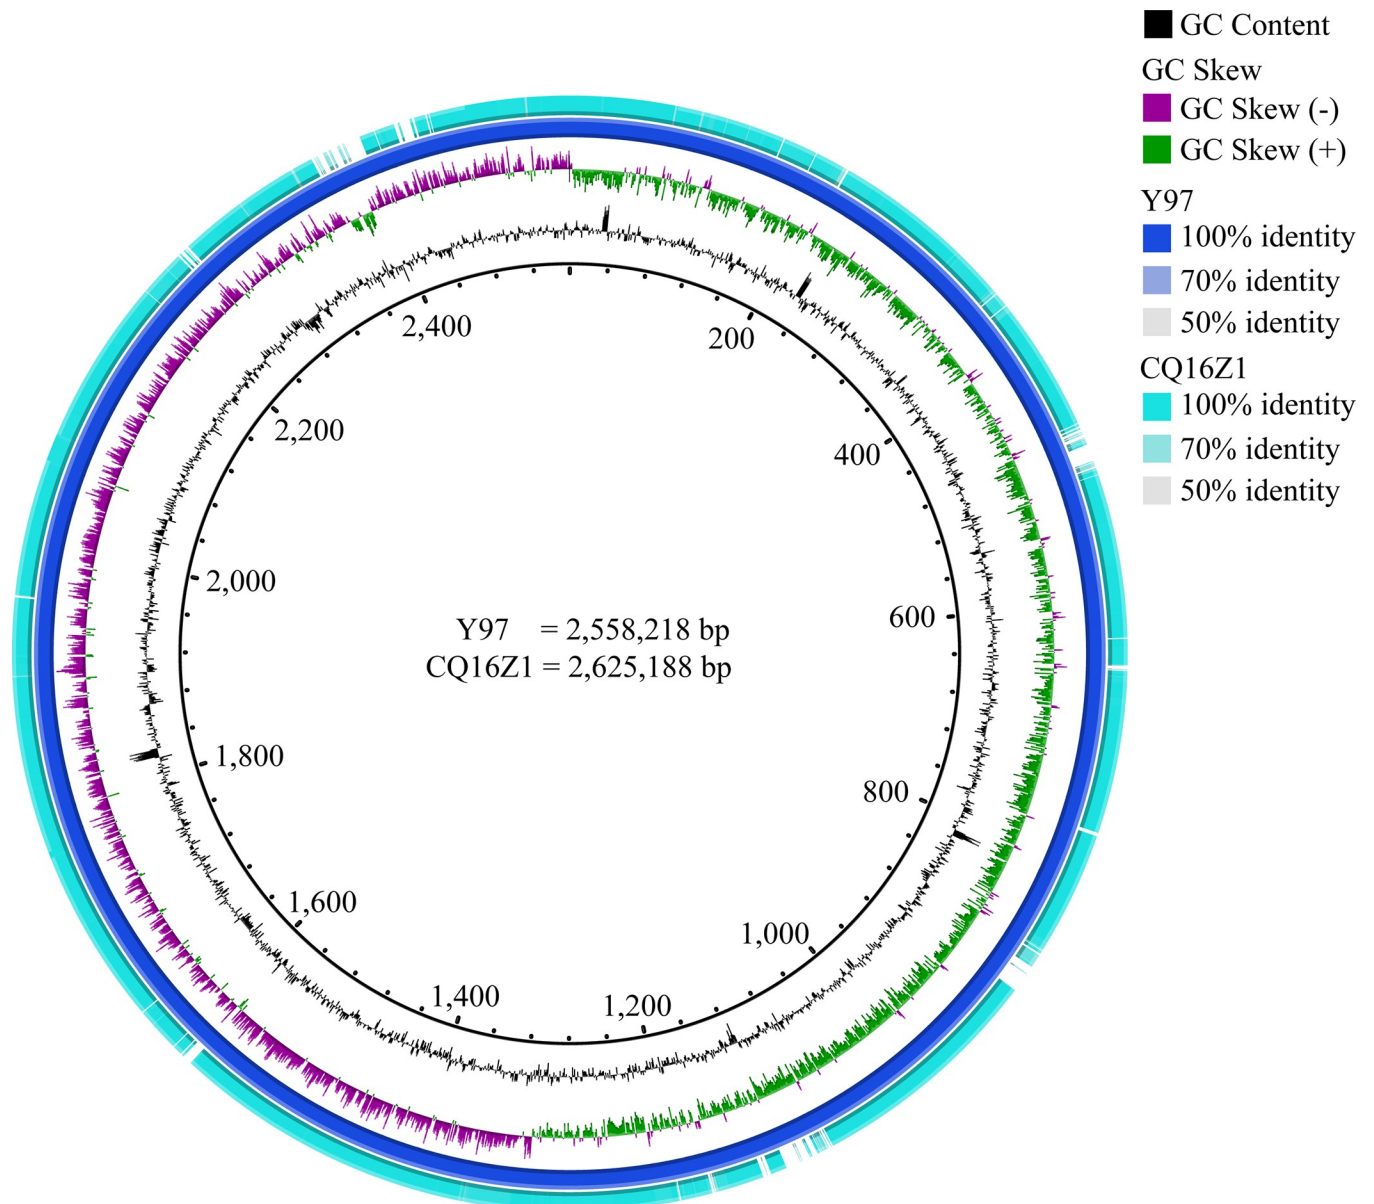 GC Content
GC Skew
GC Skew (-)
GC Skew (+)
Y97
100% identity
70% identity
50% identity
CQ16Z1
100% identity
70% identity
50% identity
200
400
600
800
1,000
1,200
1,400
1,600
1,800
2,000
2,200
2,400
Y97 = 2,558,218 bp
CQ16Z1 = 2,625,188 bp